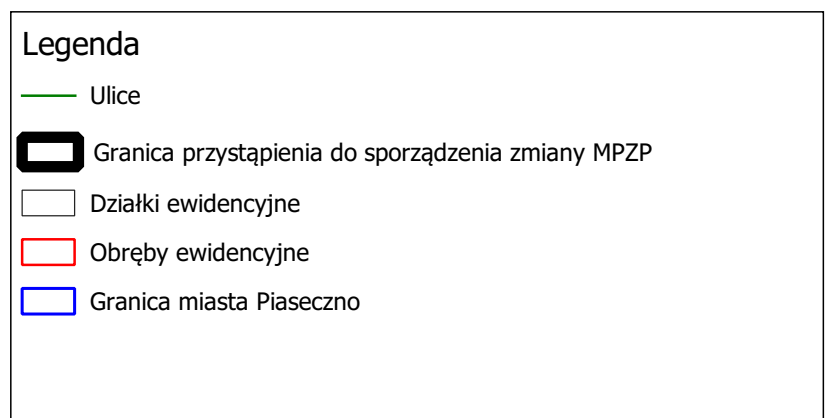 Legenda
Ulice
Granica przystąpienia do sporządzenia zmiany MPZP
Działki ewidencyjne
Obręby ewidencyjne
Granica miasta Piaseczno